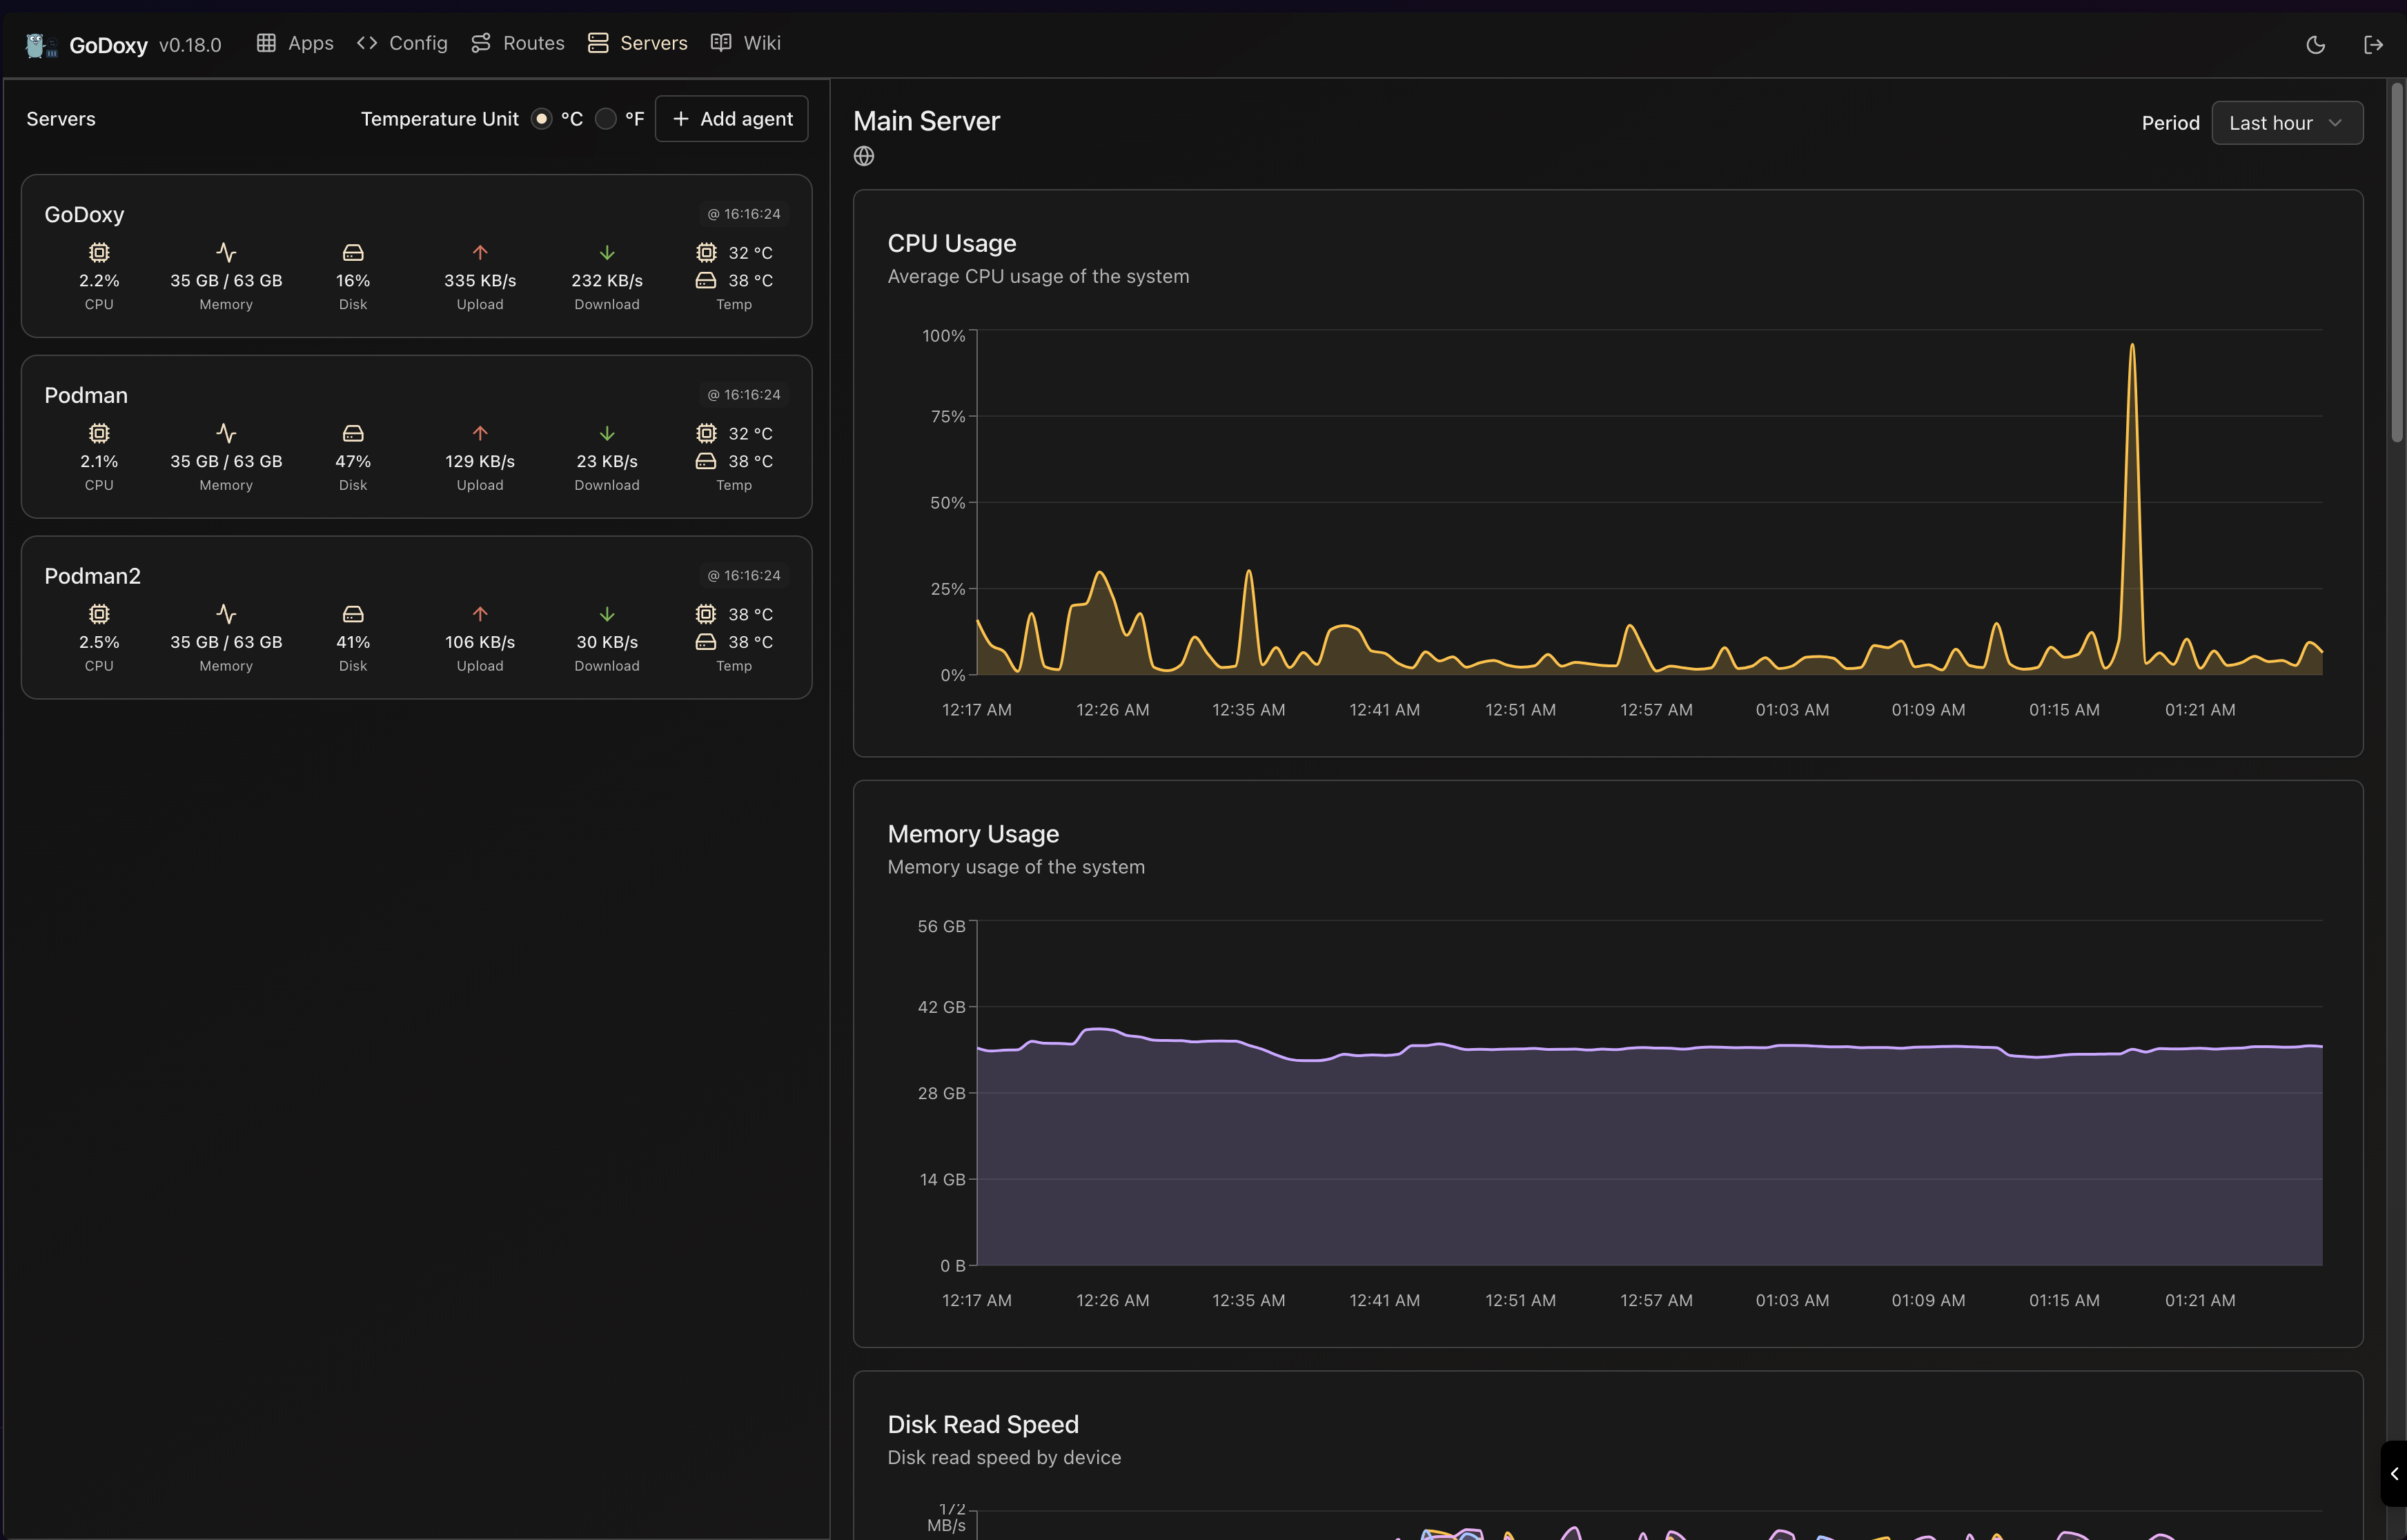 GoDoxy v0.18.0 Apps Config Routes Servers Wiki
Servers Temperature Unit °C °F Add agent
GoDoxy @ 16:16:24
2.2% 35 GB / 63 GB 16% 335 KB/s 232 KB/s 32 °C 38 °C
CPU Memory Disk Upload Download Temp
Podman @ 16:16:24
2.1% 35 GB / 63 GB 47% 129 KB/s 23 KB/s 32 °C 38 °C
CPU Memory Disk Upload Download Temp
Podman2 @ 16:16:24
2.5% 35 GB / 63 GB 41% 106 KB/s 30 KB/s 38 °C 38 °C
CPU Memory Disk Upload Download Temp
Main Server Period Last hour
CPU Usage
Average CPU usage of the system
100%
75%
50%
25%
0%
12:17 AM 12:26 AM 12:35 AM 12:41 AM 12:51 AM 12:57 AM 01:03 AM 01:09 AM 01:15 AM 01:21 AM
Memory Usage
Memory usage of the system
56 GB
42 GB
28 GB
14 GB
0 B
12:17 AM 12:26 AM 12:35 AM 12:41 AM 12:51 AM 12:57 AM 01:03 AM 01:09 AM 01:15 AM 01:21 AM
Disk Read Speed
Disk read speed by device
172
MB/s